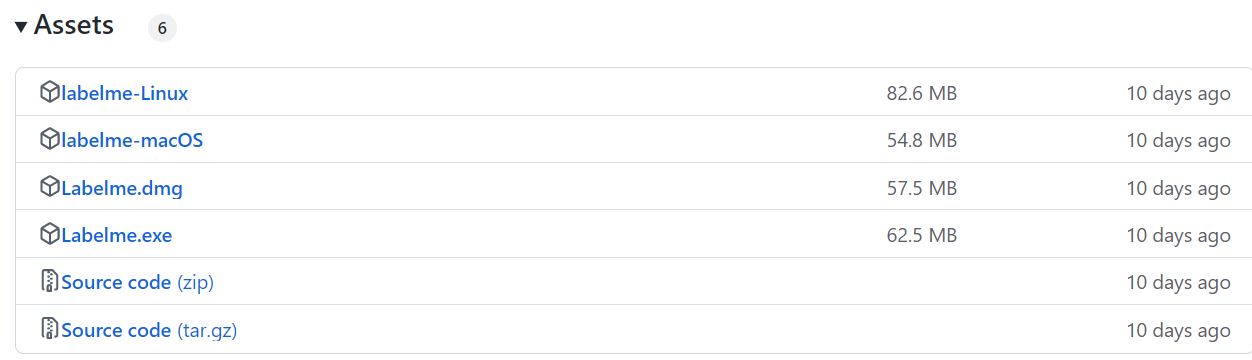 Assets 6
labelme-Linux 82.6 MB 10 days ago
labelme-macOS 54.8 MB 10 days ago
Labelme.dmg 57.5 MB 10 days ago
Labelme.exe 62.5 MB 10 days ago
Source code (zip) 10 days ago
Source code (tar.gz) 10 days ago